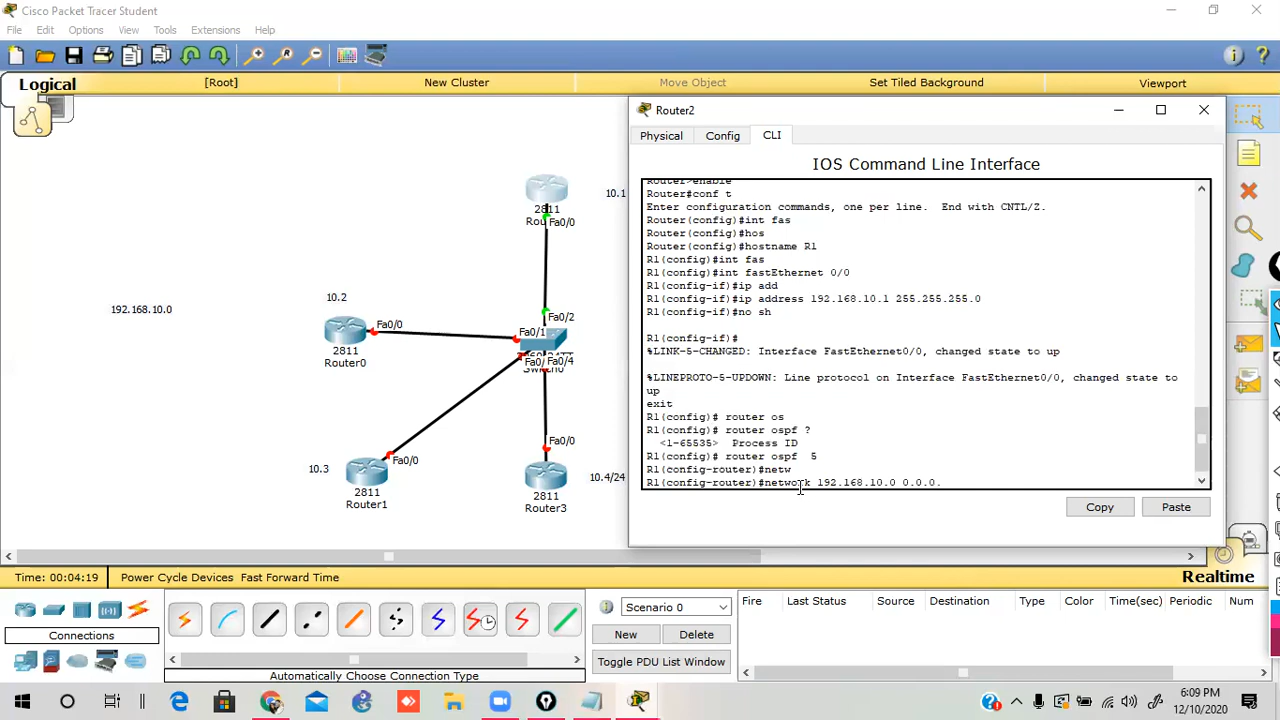 Cisco Packet Tracer Student
File Edit Options View Tools Extensions Help
Logical [Root] New Cluster Move Object Set Tiled Background Viewport
2811
Rou
Fa0/0
10.1
192.168.10.0
10.2
Fa0/0
2811
Router0
Fa0/2
Fa0/1
Fa0/
Fa0/4
10.3
Fa0/0
2811
Router1
Fa0/0
10.4/24
2811
Router3
Router2
Physical Config CLI
IOS Command Line Interface
Router>enable
Router#conf t
Enter configuration commands, one per line. End with CNTL/Z.
Router(config)#int fas
Router(config)#hos
Router(config)#hostname R1
R1(config)#int fas
R1(config)#int fastEthernet 0/0
R1(config-if)#ip add
R1(config-if)#ip address 192.168.10.1 255.255.255.0
R1(config-if)#no sh
R1(config-if)#
%LINK-5-CHANGED: Interface FastEthernet0/0, changed state to up
%LINEPROTO-5-UPDOWN: Line protocol on Interface FastEthernet0/0, changed state to
up
exit
R1(config)# router os
R1(config)# router ospf ?
<1-65535> Process ID
R1(config)# router ospf 5
R1(config-router)#netw
R1(config-router)#network 192.168.10.0 0.0.0.
Copy Paste
Time: 00:04:19 Power Cycle Devices Fast Forward Time
Realtime
Connections
Automatically Choose Connection Type
Scenario 0
New Delete
Toggle PDU List Window
Fire Last Status Source Destination Type Color Time(sec) Periodic Num
6:09 PM
12/10/2020